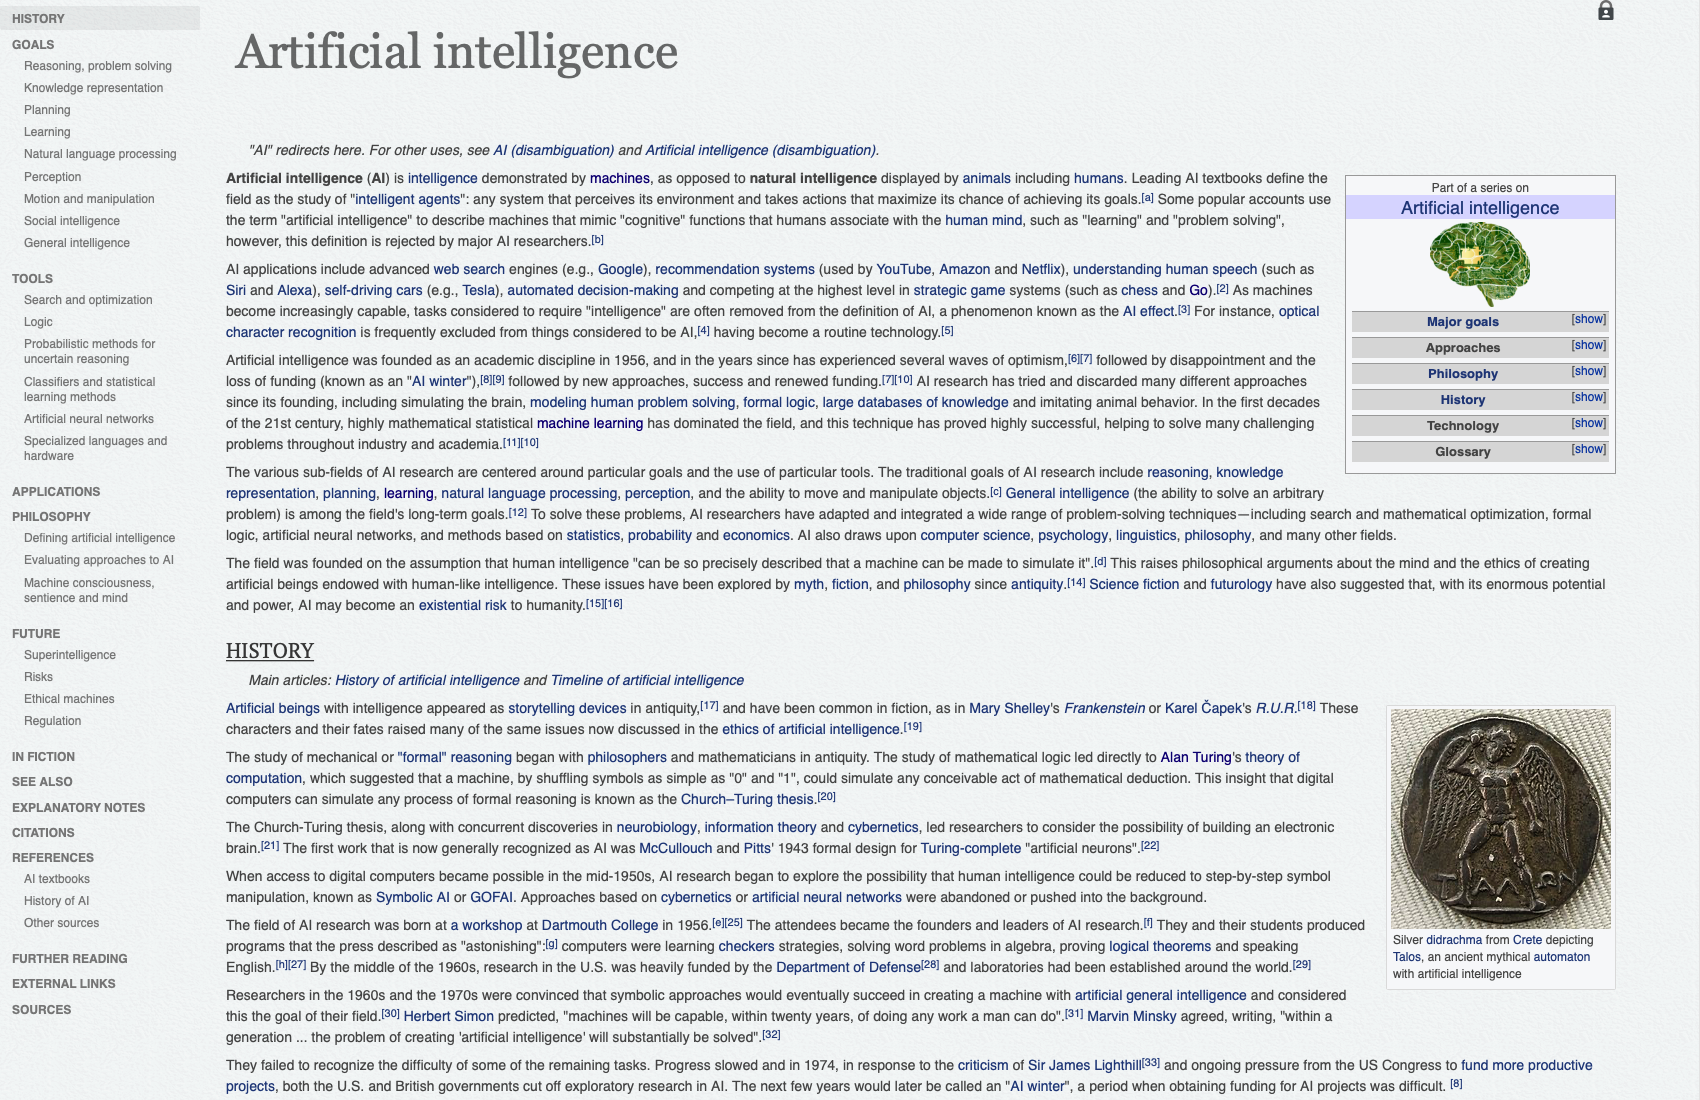 HISTORY
GOALS
Reasoning, problem solving
Knowledge representation
Planning
Learning
Natural language processing
Perception
Motion and manipulation
Social intelligence
General intelligence
TOOLS
Search and optimization
Logic
Probabilistic methods for
uncertain reasoning
Classifiers and statistical
learning methods
Artificial neural networks
Specialized languages and
hardware
APPLICATIONS
PHILOSOPHY
Defining artificial intelligence
Evaluating approaches to AI
Machine consciousness,
sentience and mind
FUTURE
Superintelligence
Risks
Ethical machines
Regulation
IN FICTION
SEE ALSO
EXPLANATORY NOTES
CITATIONS
REFERENCES
AI textbooks
History of AI
Other sources
FURTHER READING
EXTERNAL LINKS
SOURCES
Artificial intelligence
"AI" redirects here. For other uses, see AI (disambiguation) and Artificial intelligence (disambiguation).
Artificial intelligence (AI) is intelligence demonstrated by machines, as opposed to natural intelligence displayed by animals including humans. Leading AI textbooks define the
field as the study of "intelligent agents": any system that perceives its environment and takes actions that maximize its chance of achieving its goals.[a] Some popular accounts use
the term "artificial intelligence" to describe machines that mimic "cognitive" functions that humans associate with the human mind, such as "learning" and "problem solving",
however, this definition is rejected by major AI researchers.[b]
AI applications include advanced web search engines (e.g., Google), recommendation systems (used by YouTube, Amazon and Netflix), understanding human speech (such as
Siri and Alexa), self-driving cars (e.g., Tesla), automated decision-making and competing at the highest level in strategic game systems (such as chess and Go).[2] As machines
become increasingly capable, tasks considered to require "intelligence" are often removed from the definition of AI, a phenomenon known as the AI effect.[3] For instance, optical
character recognition is frequently excluded from things considered to be AI,[4] having become a routine technology.[5]
Artificial intelligence was founded as an academic discipline in 1956, and in the years since has experienced several waves of optimism,[6][7] followed by disappointment and the
loss of funding (known as an "AI winter"),[8][9] followed by new approaches, success and renewed funding.[7][10] AI research has tried and discarded many different approaches
since its founding, including simulating the brain, modeling human problem solving, formal logic, large databases of knowledge and imitating animal behavior. In the first decades
of the 21st century, highly mathematical statistical machine learning has dominated the field, and this technique has proved highly successful, helping to solve many challenging
problems throughout industry and academia.[11][10]
The various sub-fields of AI research are centered around particular goals and the use of particular tools. The traditional goals of AI research include reasoning, knowledge
representation, planning, learning, natural language processing, perception, and the ability to move and manipulate objects.[c] General intelligence (the ability to solve an arbitrary
problem) is among the field's long-term goals.[12] To solve these problems, AI researchers have adapted and integrated a wide range of problem-solving techniques—including search and mathematical optimization, formal
logic, artificial neural networks, and methods based on statistics, probability and economics. AI also draws upon computer science, psychology, linguistics, philosophy, and many other fields.
The field was founded on the assumption that human intelligence "can be so precisely described that a machine can be made to simulate it".[d] This raises philosophical arguments about the mind and the ethics of creating
artificial beings endowed with human-like intelligence. These issues have been explored by myth, fiction, and philosophy since antiquity.[14] Science fiction and futurology have also suggested that, with its enormous potential
and power, AI may become an existential risk to humanity.[15][16]
Part of a series on
Artificial intelligence
Major goals [show]
Approaches [show]
Philosophy [show]
History [show]
Technology [show]
Glossary [show]
HISTORY
Main articles: History of artificial intelligence and Timeline of artificial intelligence
Artificial beings with intelligence appeared as storytelling devices in antiquity,[17] and have been common in fiction, as in Mary Shelley's Frankenstein or Karel Čapek's R.U.R.[18] These
characters and their fates raised many of the same issues now discussed in the ethics of artificial intelligence.[19]
The study of mechanical or "formal" reasoning began with philosophers and mathematicians in antiquity. The study of mathematical logic led directly to Alan Turing's theory of
computation, which suggested that a machine, by shuffling symbols as simple as "0" and "1", could simulate any conceivable act of mathematical deduction. This insight that digital
computers can simulate any process of formal reasoning is known as the Church–Turing thesis.[20]
The Church-Turing thesis, along with concurrent discoveries in neurobiology, information theory and cybernetics, led researchers to consider the possibility of building an electronic
brain.[21] The first work that is now generally recognized as AI was McCullouch and Pitts' 1943 formal design for Turing-complete "artificial neurons".[22]
When access to digital computers became possible in the mid-1950s, AI research began to explore the possibility that human intelligence could be reduced to step-by-step symbol
manipulation, known as Symbolic AI or GOFAI. Approaches based on cybernetics or artificial neural networks were abandoned or pushed into the background.
The field of AI research was born at a workshop at Dartmouth College in 1956.[e][25] The attendees became the founders and leaders of AI research.[f] They and their students produced
programs that the press described as "astonishing":[g] computers were learning checkers strategies, solving word problems in algebra, proving logical theorems and speaking
English.[h][27] By the middle of the 1960s, research in the U.S. was heavily funded by the Department of Defense[28] and laboratories had been established around the world.[29]
Researchers in the 1960s and the 1970s were convinced that symbolic approaches would eventually succeed in creating a machine with artificial general intelligence and considered
this the goal of their field.[30] Herbert Simon predicted, "machines will be capable, within twenty years, of doing any work a man can do".[31] Marvin Minsky agreed, writing, "within a
generation ... the problem of creating 'artificial intelligence' will substantially be solved".[32]
They failed to recognize the difficulty of some of the remaining tasks. Progress slowed and in 1974, in response to the criticism of Sir James Lighthill[33] and ongoing pressure from the US Congress to fund more productive
projects, both the U.S. and British governments cut off exploratory research in AI. The next few years would later be called an "AI winter", a period when obtaining funding for AI projects was difficult. [8]
ΤΑΛΩΝ
Silver didrachma from Crete depicting
Talos, an ancient mythical automaton
with artificial intelligence